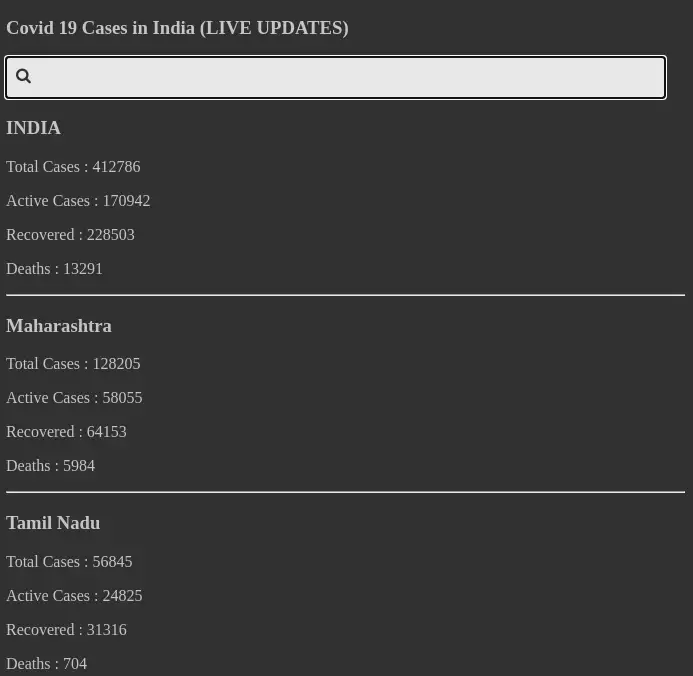 Covid 19 Cases in India (LIVE UPDATES)
INDIA
Total Cases : 412786
Active Cases : 170942
Recovered : 228503
Deaths : 13291
Maharashtra
Total Cases : 128205
Active Cases : 58055
Recovered : 64153
Deaths : 5984
Tamil Nadu
Total Cases : 56845
Active Cases : 24825
Recovered : 31316
Deaths : 704